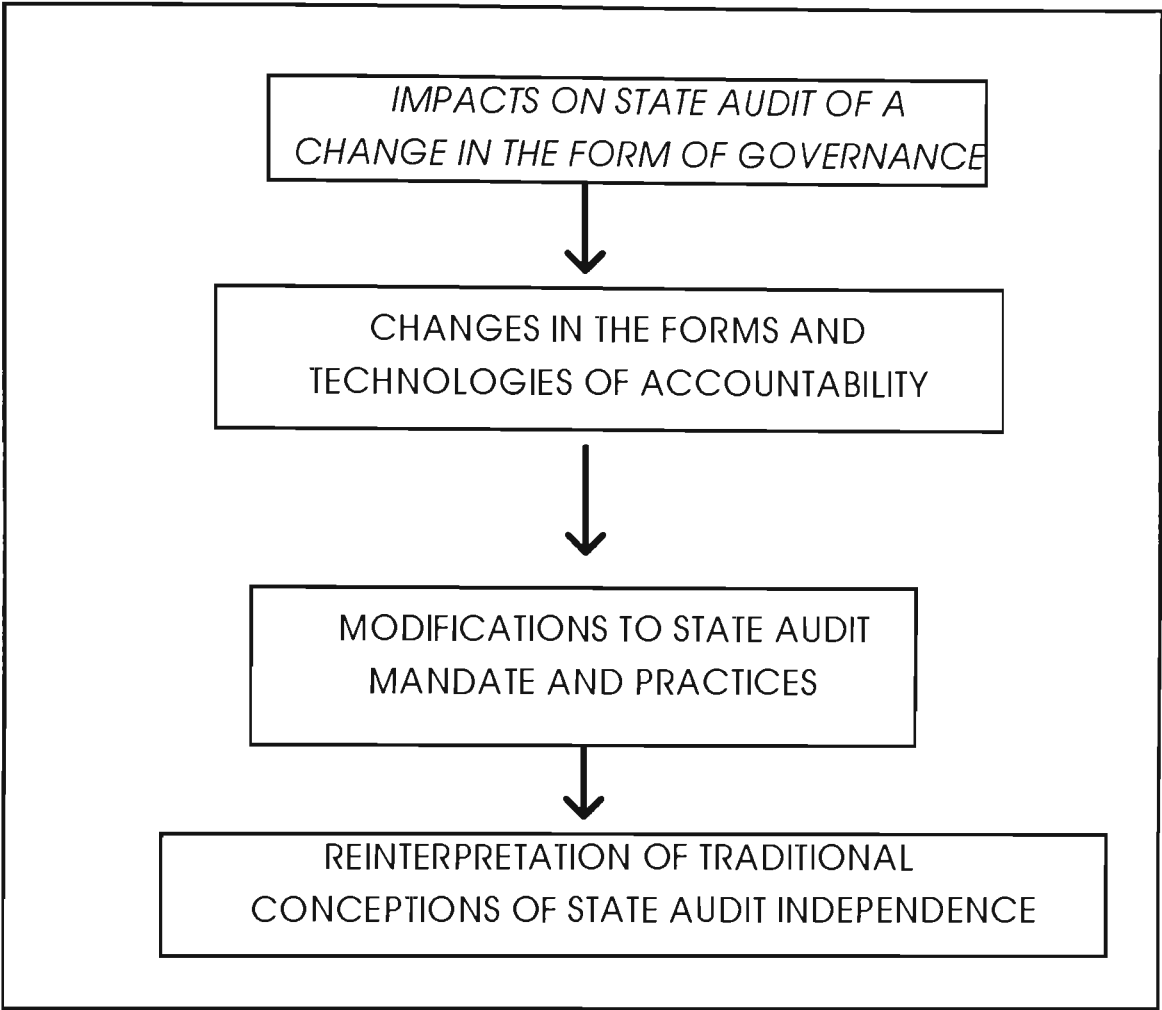 IMPACTS ON STATE AUDIT OF A
CHANGE IN THE FORM OF GOVERNANCE
CHANGES IN THE FORMS AND
TECHNOLOGIES OF ACCOUNTABILITY
MODIFICATIONS TO STATE AUDIT
MANDATE AND PRACTICES
REINTERPRETATION OF TRADITIONAL
CONCEPTIONS OF STATE AUDIT INDEPENDENCE